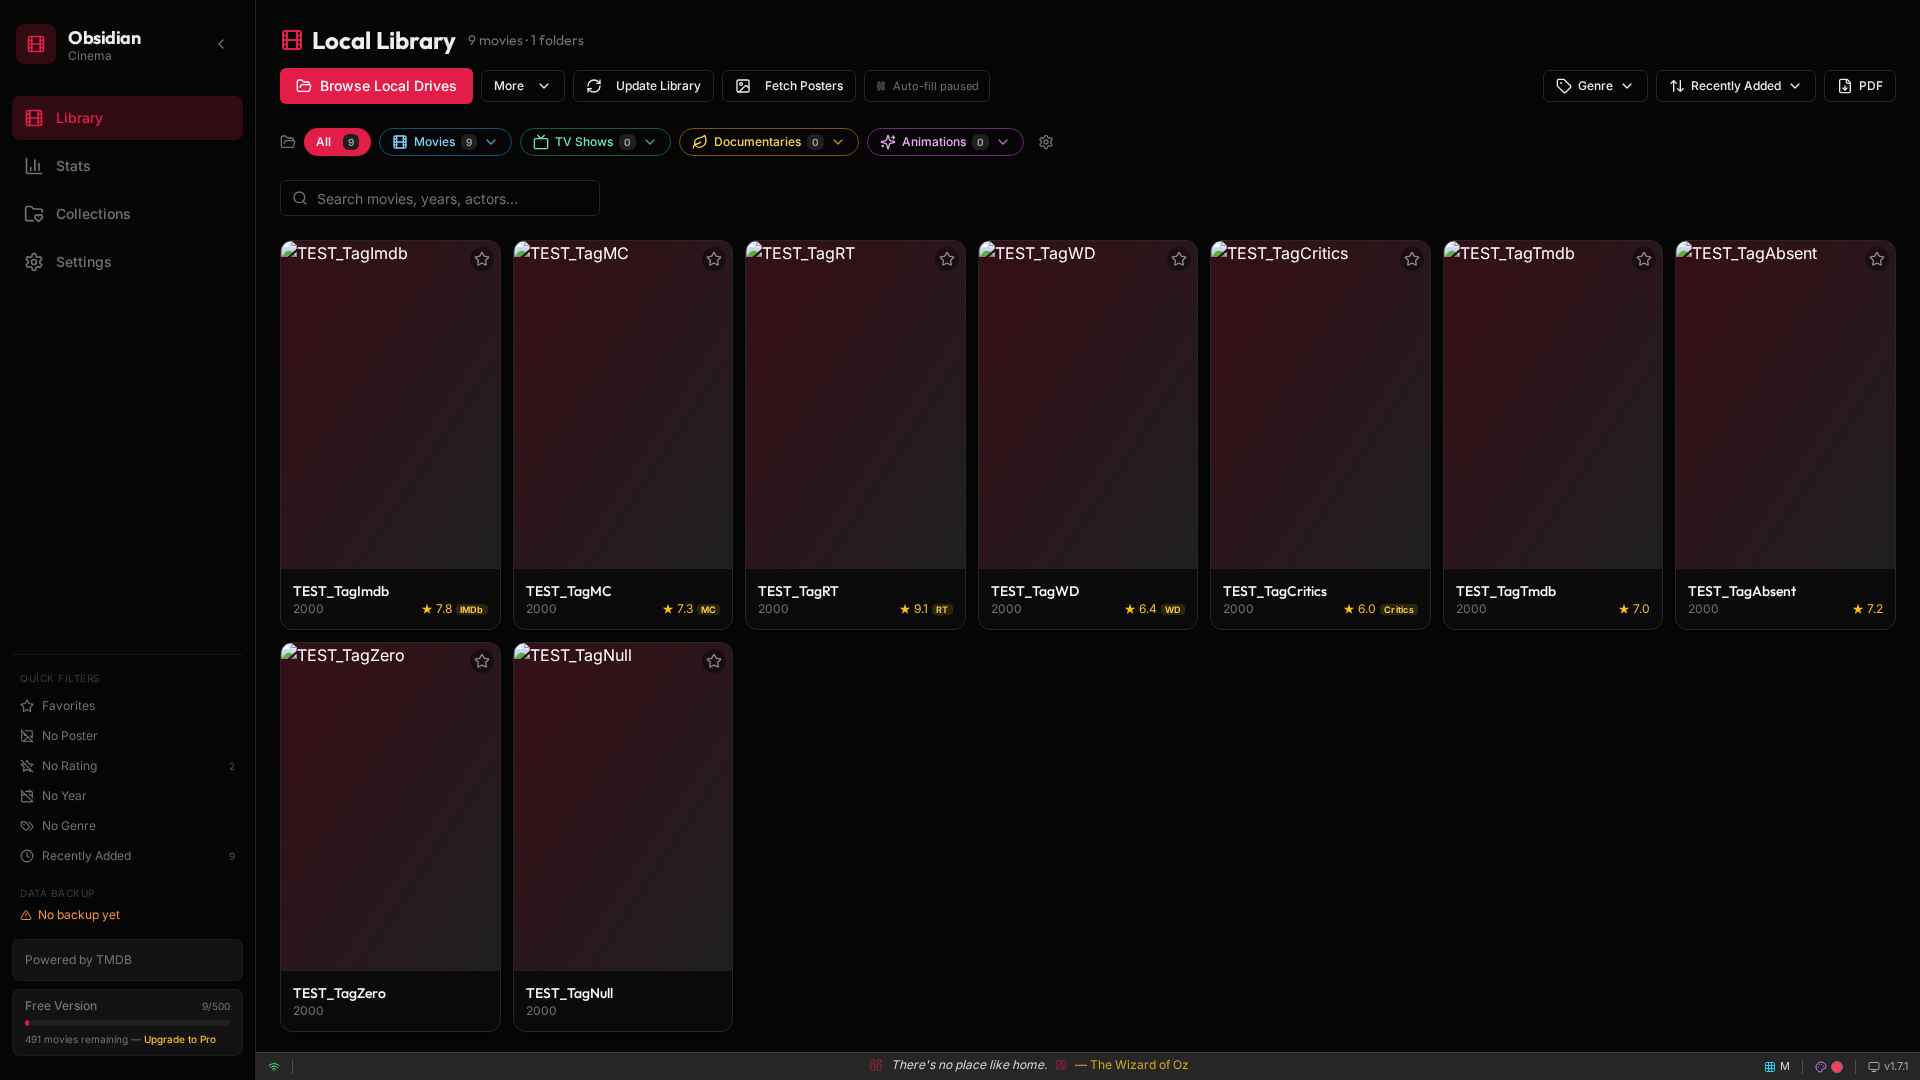 Obsidian
Cinema
Library
Stats
Collections
Settings
QUICK FILTERS
Favorites
No Poster
No Rating 2
No Year
No Genre
Recently Added 9
DATA BACKUP
No backup yet
Powered by TMDB
Free Version 9/500
491 movies remaining — Upgrade to Pro
Local Library 9 movies · 1 folders
Browse Local Drives More Update Library Fetch Posters Auto-fill paused Genre Recently Added PDF
All 9 Movies 9 TV Shows 0 Documentaries 0 Animations 0
Search movies, years, actors...
TEST_TagImdb TEST_TagMC TEST_TagRT TEST_TagWD TEST_TagCritics TEST_TagTmdb TEST_TagAbsent
TEST_TagImdb TEST_TagMC TEST_TagRT TEST_TagWD TEST_TagCritics TEST_TagTmdb TEST_TagAbsent
2000 ★ 7.8 IMDb 2000 ★ 7.3 MC 2000 ★ 9.1 RT 2000 ★ 6.4 WD 2000 ★ 6.0 Critics 2000 ★ 7.0 2000 ★ 7.2
TEST_TagZero TEST_TagNull
TEST_TagZero TEST_TagNull
2000 2000
There's no place like home. — The Wizard of Oz M v1.7.1